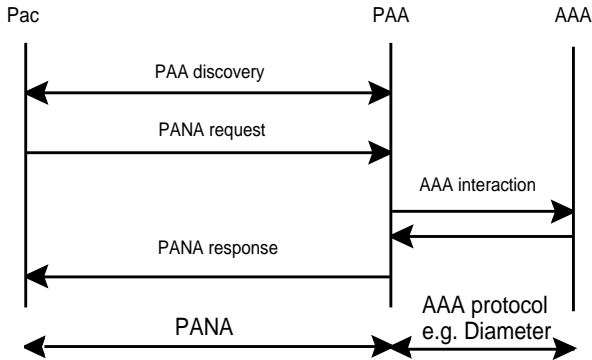 Pac
PAA
AAA
PAA discovery
PANA request
AAA interaction
PANA response
PANA
AAA protocol
e.g. Diameter